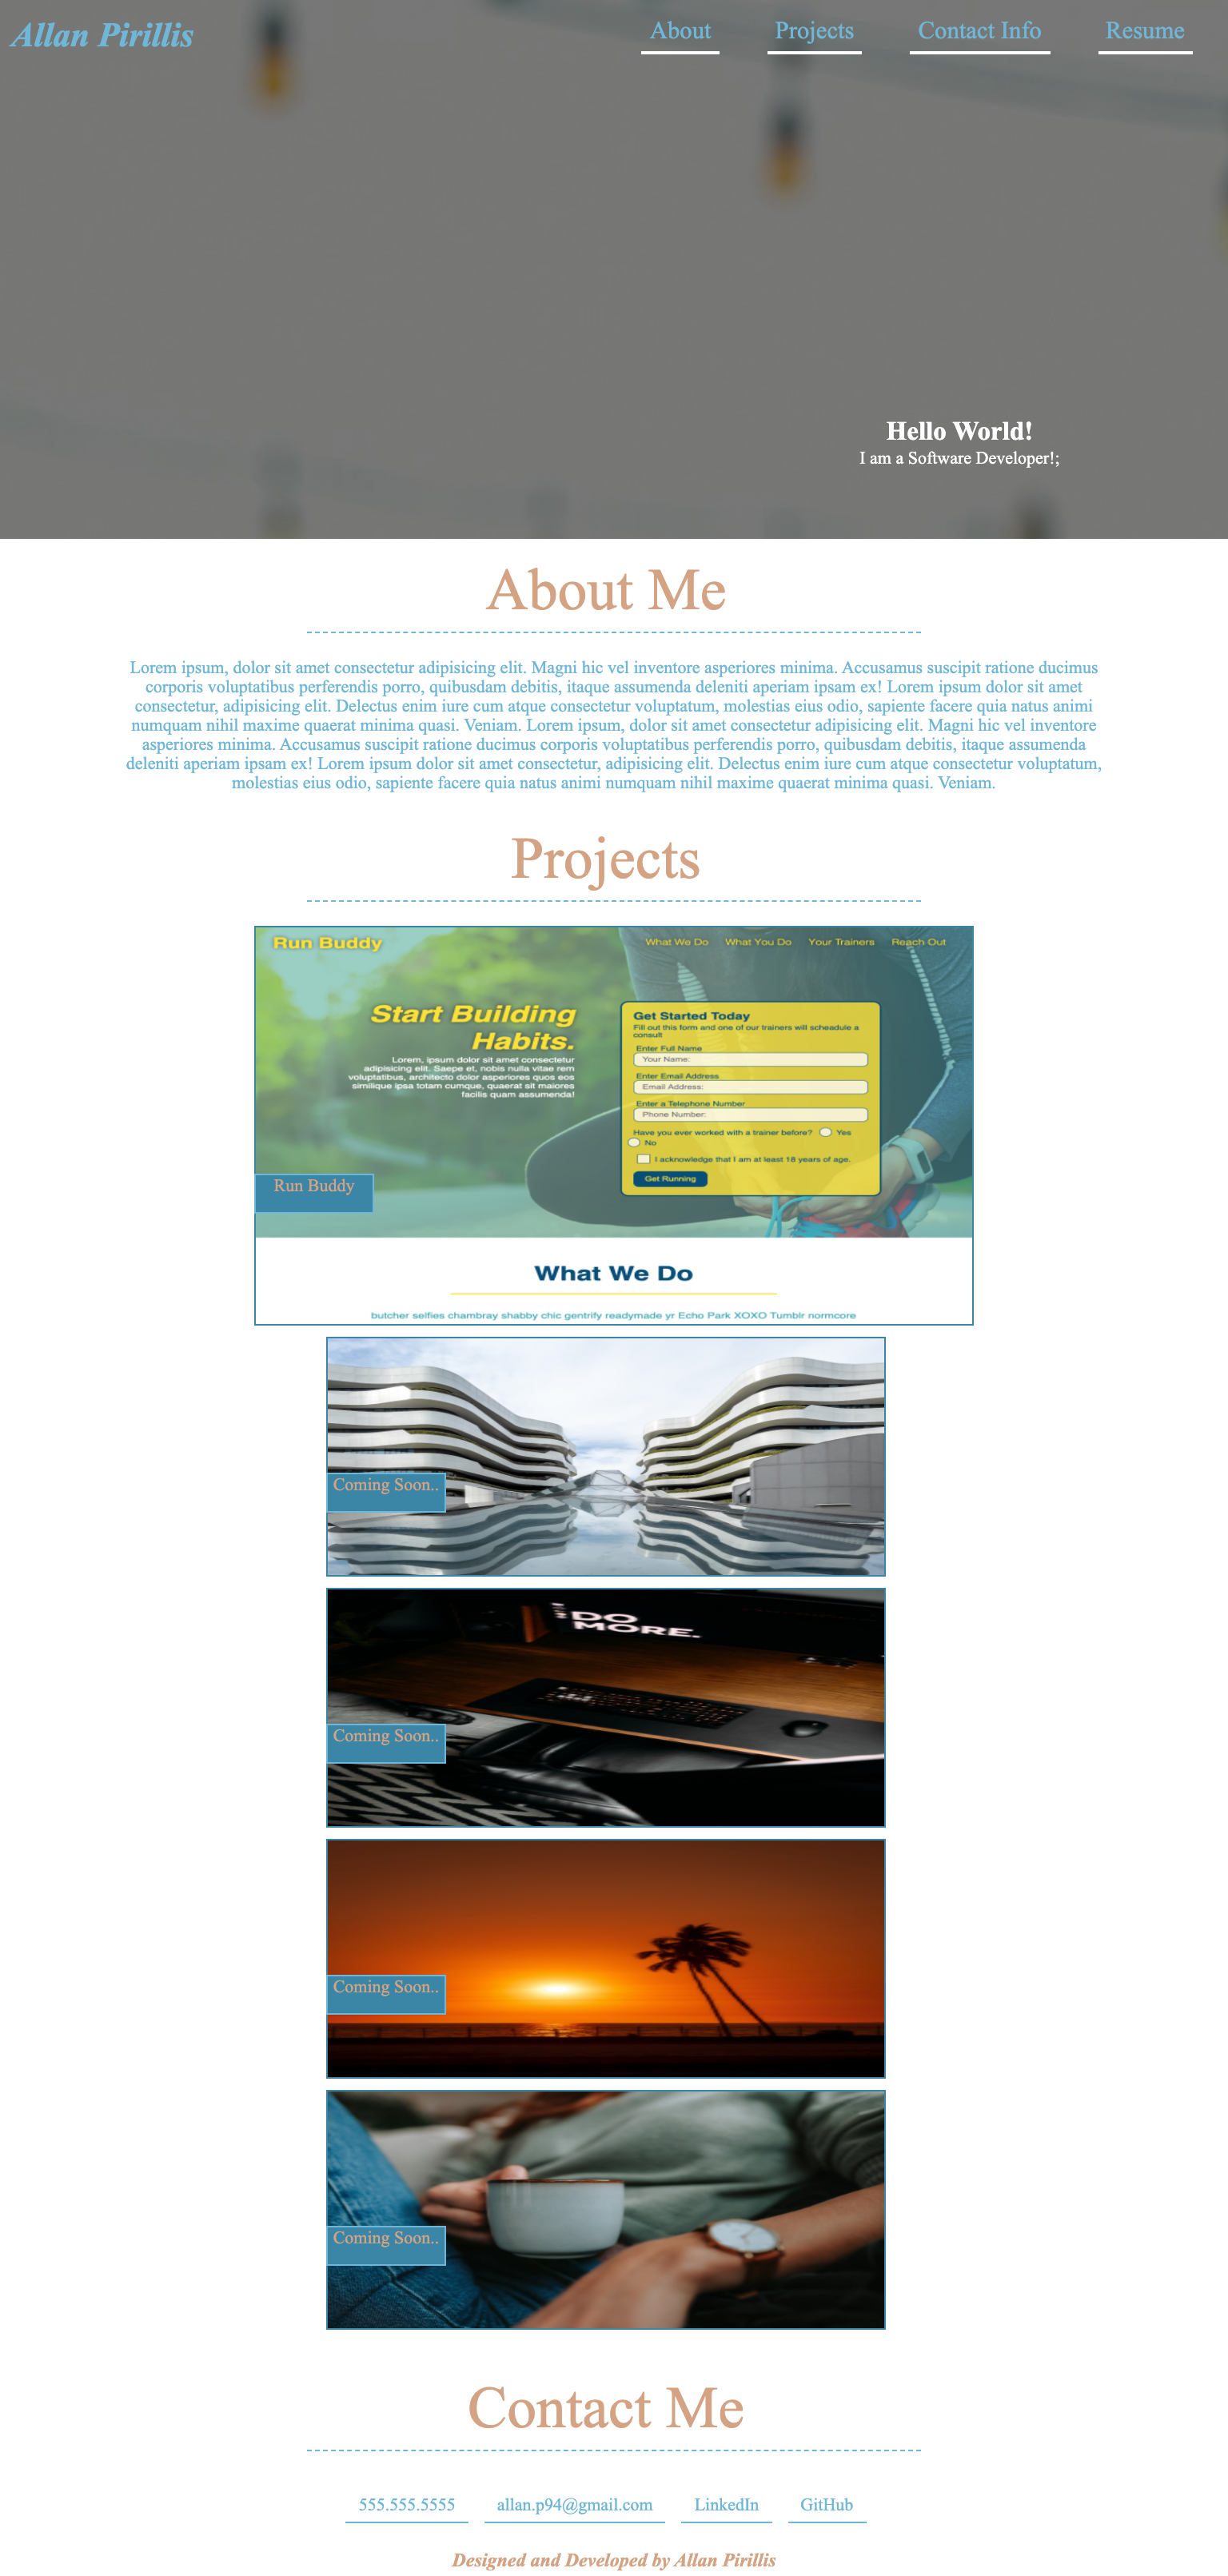 Allan Pirillis
About Projects Contact Info Resume
Hello World!
I am a Software Developer!;
About Me
Lorem ipsum, dolor sit amet consectetur adipisicing elit. Magni hic vel inventore asperiores minima. Accusamus suscipit ratione ducimus
corporis voluptatibus perferendis porro, quibusdam debitis, itaque assumenda deleniti aperiam ipsam ex! Lorem ipsum dolor sit amet
consectetur, adipisicing elit. Delectus enim iure cum atque consectetur voluptatum, molestias eius odio, sapiente facere quia natus animi
numquam nihil maxime quaerat minima quasi. Veniam. Lorem ipsum, dolor sit amet consectetur adipisicing elit. Magni hic vel inventore
asperiores minima. Accusamus suscipit ratione ducimus corporis voluptatibus perferendis porro, quibusdam debitis, itaque assumenda
deleniti aperiam ipsam ex! Lorem ipsum dolor sit amet consectetur, adipisicing elit. Delectus enim iure cum atque consectetur voluptatum,
molestias eius odio, sapiente facere quia natus animi numquam nihil maxime quaerat minima quasi. Veniam.
Projects
Run Buddy
What We Do What You Do Your Trainers Reach Out
Start Building
Habits.
Lorem, ipsum dolor sit amet consectetur
adipisicing elit. Saepe et, nobis nulla vitae rem
voluptatibus, architecto dolor asperiores quos eos
similique ipsa totam cumque, quaerat sit maiores
facilis quam assumenda!
Get Started Today
Fill out this form and one of our trainers will scheadule a
consult
Enter Full Name
Your Name:
Enter Email Address
Email Address:
Enter a Telephone Number
Phone Number:
Have you ever worked with a trainer before? Yes
No
I acknowledge that I am at least 18 years of age.
Get Running
Run Buddy
What We Do
butcher selfies chambray shabby chic gentrify readymade yr Echo Park XOXO Tumblr normcore
Coming Soon..
DO
MORE.
Coming Soon..
Coming Soon..
Coming Soon..
Contact Me
555.555.5555 allan.p94@gmail.com LinkedIn GitHub
Designed and Developed by Allan Pirillis